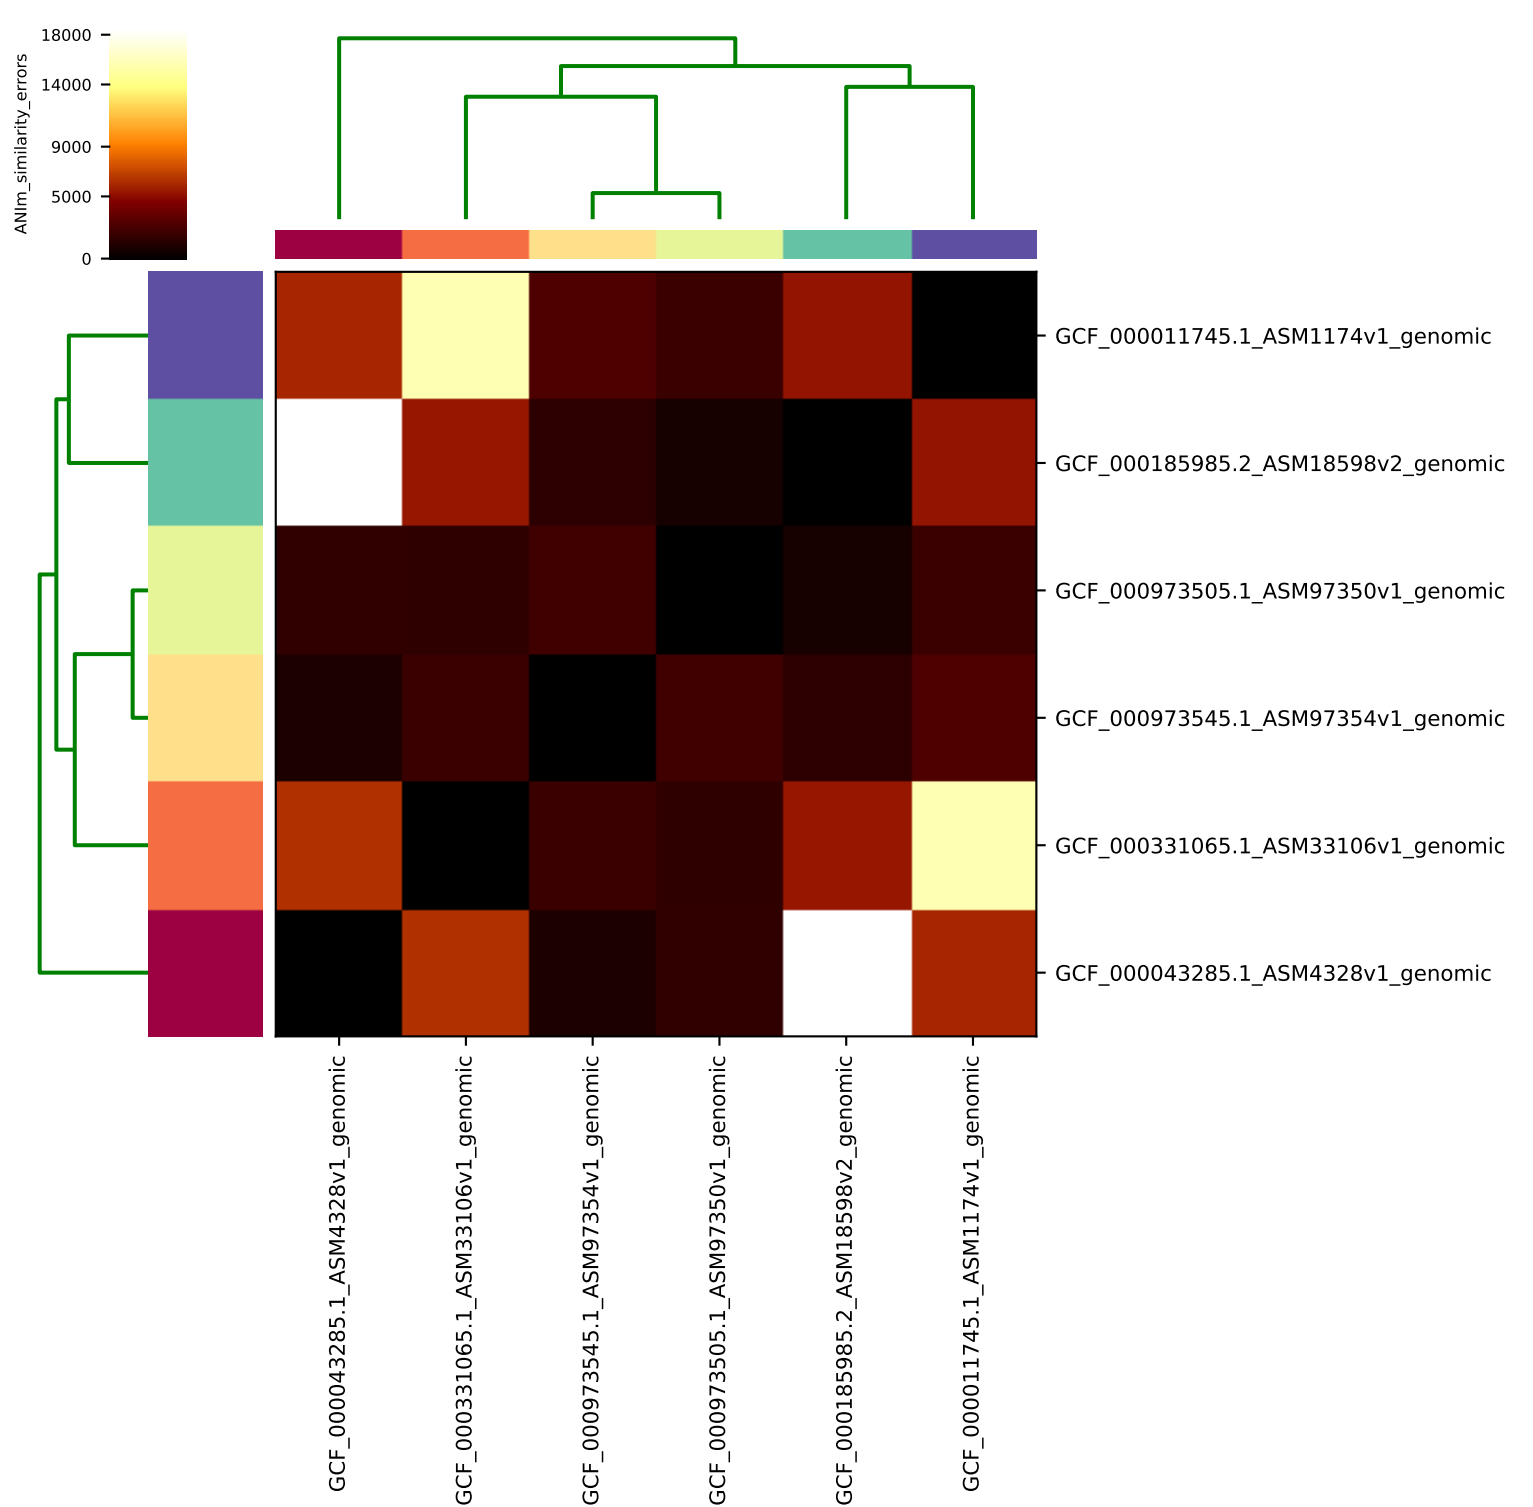 ANIm_similarity_errors
18000
14000
9000
5000
0
GCF_000011745.1_ASM1174v1_genomic
GCF_000185985.2_ASM18598v2_genomic
GCF_000973505.1_ASM97350v1_genomic
GCF_000973545.1_ASM97354v1_genomic
GCF_000331065.1_ASM33106v1_genomic
GCF_000043285.1_ASM4328v1_genomic
GCF_000043285.1_ASM4328v1_genomic
GCF_000331065.1_ASM33106v1_genomic
GCF_000973545.1_ASM97354v1_genomic
GCF_000973505.1_ASM97350v1_genomic
GCF_000185985.2_ASM18598v2_genomic
GCF_000011745.1_ASM1174v1_genomic